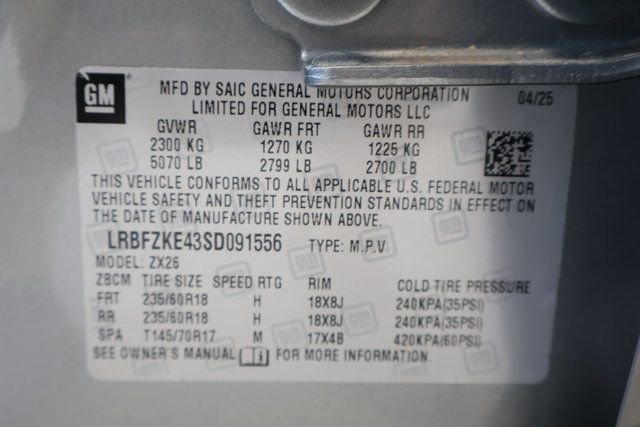 GM
MFD BY SAIC GENERAL MOTORS CORPORATION 04/25
LIMITED FOR GENERAL MOTORS LLC
GVWR GAWR FRT GAWR RR
2300 KG 1270 KG 1225 KG
5070 LB 2799 LB 2700 LB
THIS VEHICLE CONFORMS TO ALL APPLICABLE U.S. FEDERAL MOTOR
VEHICLE SAFETY AND THEFT PREVENTION STANDARDS IN EFFECT ON
THE DATE OF MANUFACTURE SHOWN ABOVE.
LRBFZKE43SD091556 TYPE: M.P.V
MODEL: ZX26
ZBCM TIRE SIZE SPEED RTG RIM COLD TIRE PRESSURE
FRT 235/60R18 H 18X8J 240KPA(35PSI)
RR 235/60R18 H 18X8J 240KPA(35PSI)
SPA T145/70R17 M 17X4B 420KPA(60PSI)
SEE OWNER'S MANUAL FOR MORE INFORMATION.